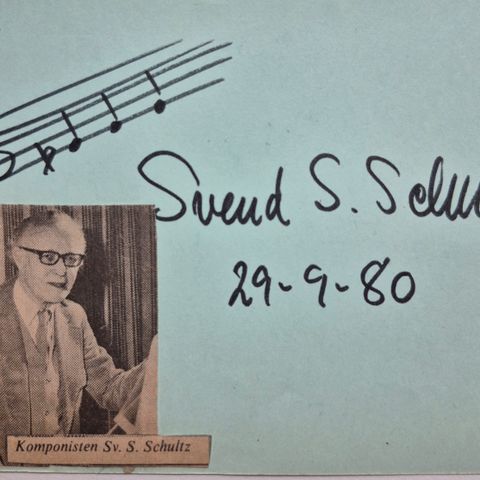 Svend S. Schu
29-9-80
Komponisten Sv. S. Schultz